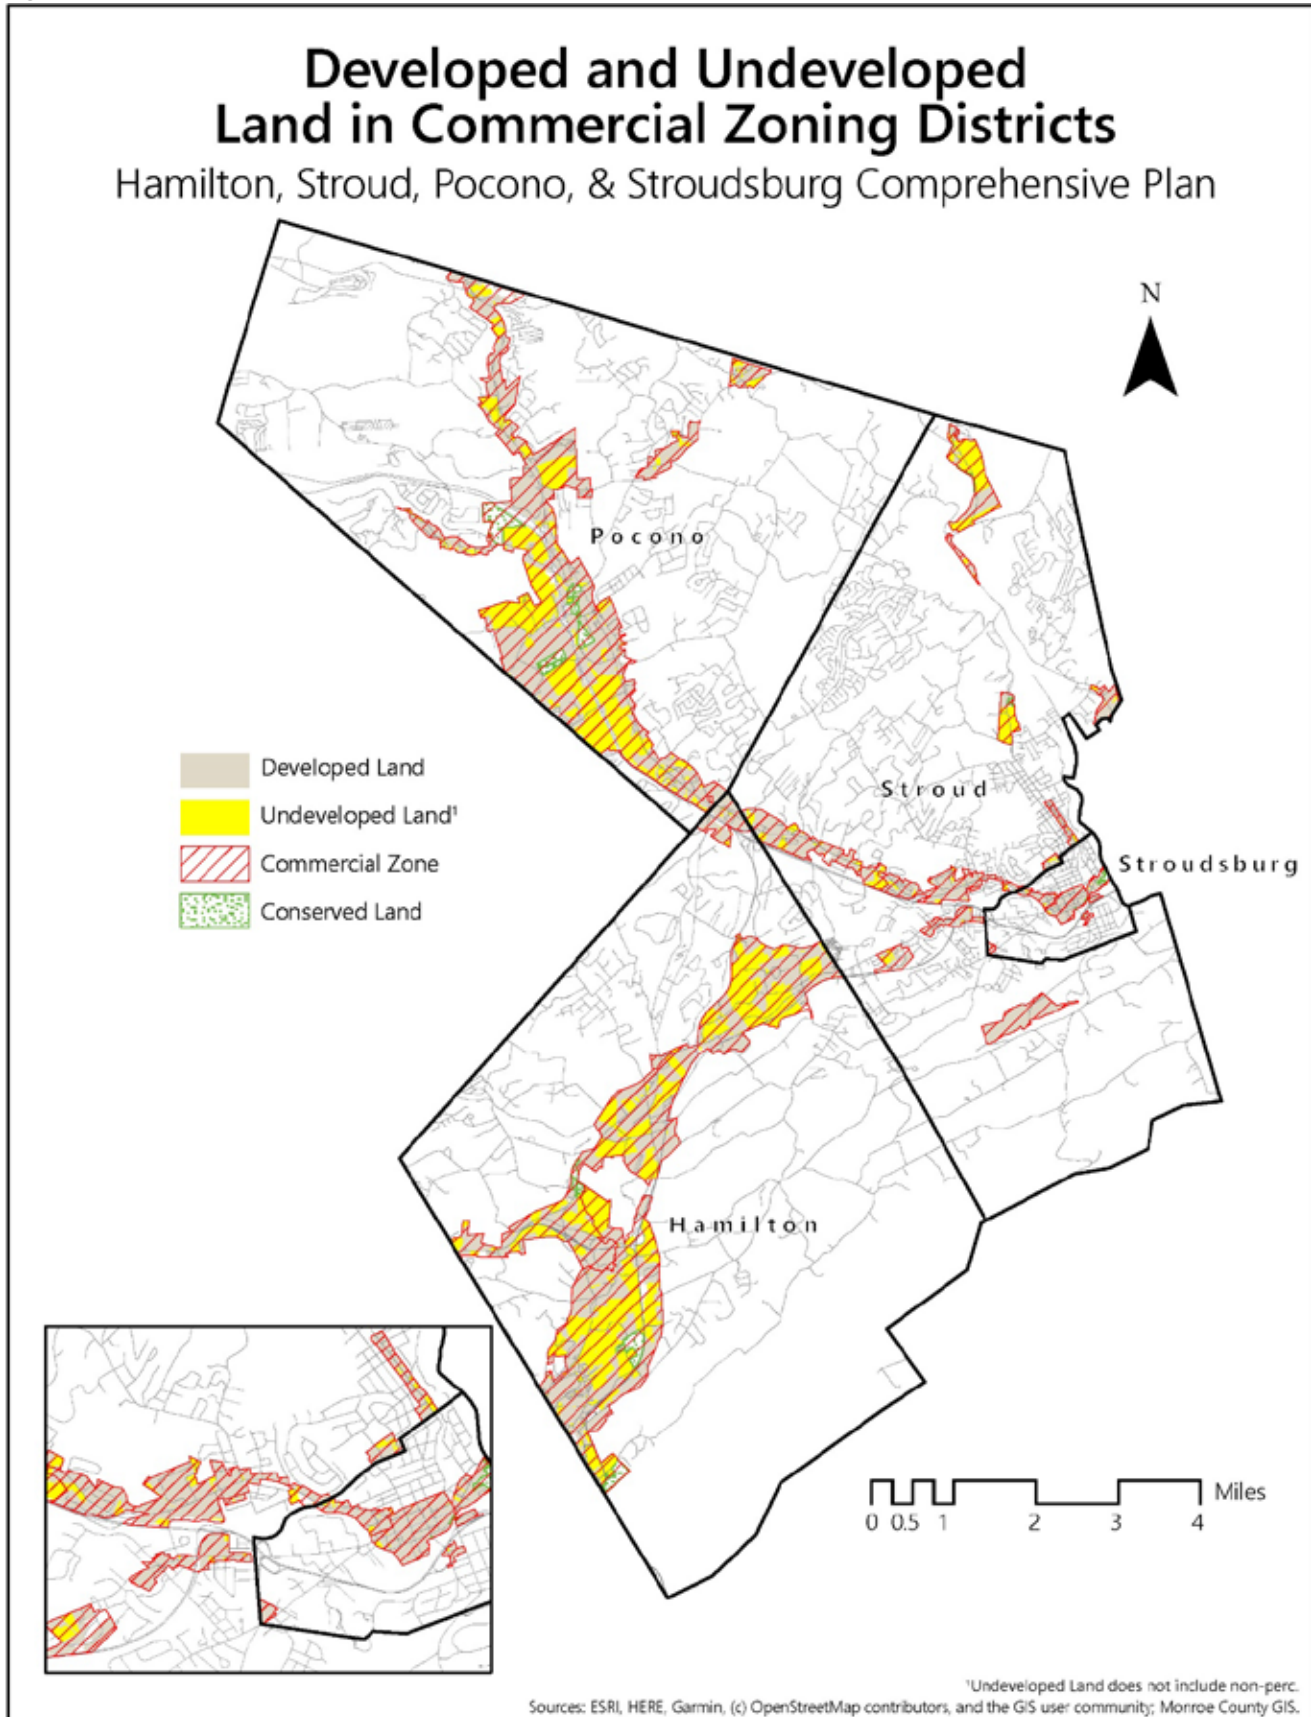 Developed and Undeveloped
Land in Commercial Zoning Districts
Hamilton, Stroud, Pocono, & Stroudsburg Comprehensive Plan
N
Pocono
Developed Land
Undeveloped Land¹
Commercial Zone
Conserved Land
Stroud
Stroudsburg
Hamilton
Miles
0 0.5 1 2 3 4
¹Undeveloped Land does not include non-perc.
Sources: ESRI, HERE, Garmin, (c) OpenStreetMap contributors, and the GIS user community; Monroe County GIS.